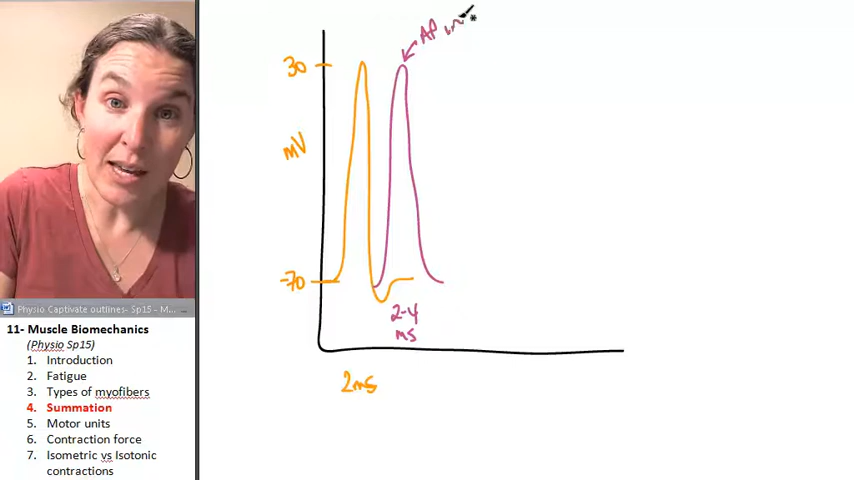 AP in
30
mV
-70
2-4
ms
2ms
Physio Captivate outlines- Sp15 - M...
11- Muscle Biomechanics
(Physio Sp15)
1. Introduction
2. Fatigue
3. Types of myofibers
4. Summation
5. Motor units
6. Contraction force
7. Isometric vs Isotonic
contractions